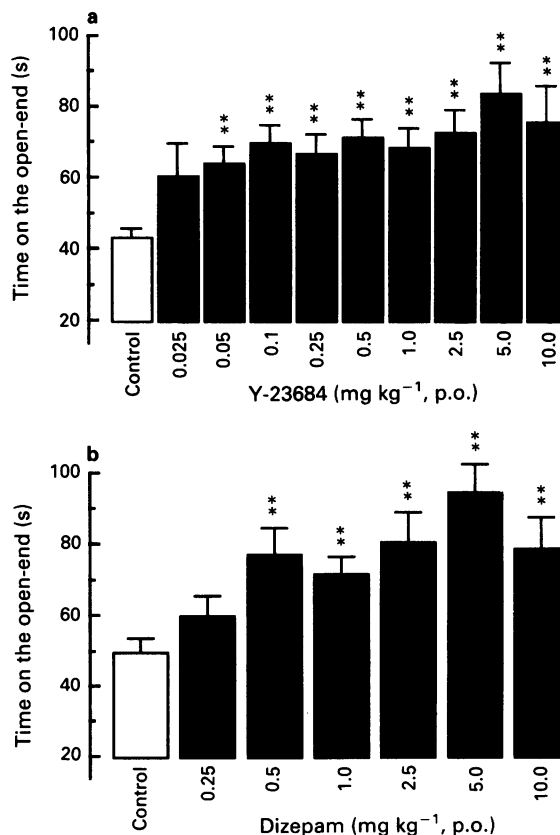 a
100
80
60
40
20
Time on the open-end (s)
** ** ** ** ** ** ** **
Control 0.025 0.05 0.1 0.25 0.5 1.0 2.5 5.0 10.0
Y-23684 (mg kg⁻¹, p.o.)
b
100
80
60
40
20
Time on the open-end (s)
** ** ** ** **
Control 0.25 0.5 1.0 2.5 5.0 10.0
Dizepam (mg kg⁻¹, p.o.)